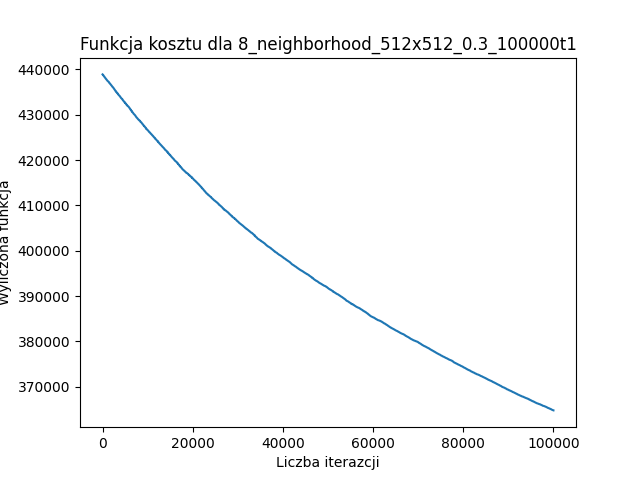 Funkcja kosztu dla 8_neighborhood_512x512_0.3_100000t1
440000
430000
420000
410000
400000
390000
380000
370000
Wyliczona funkcja
0 20000 40000 60000 80000 100000
Liczba iterazcji